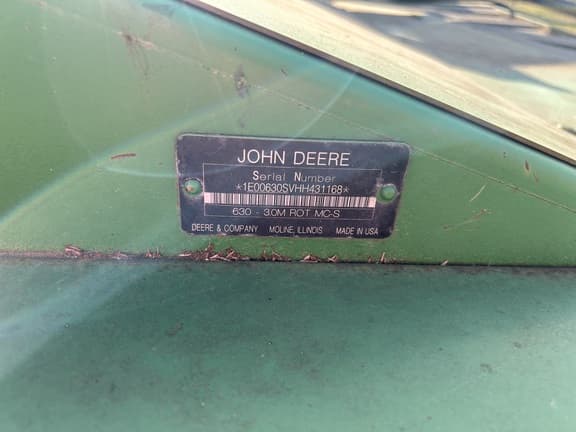 JOHN DEERE
Serial Number
*1E00630SVHH431168*
630 - 3.0M ROT MC-S
DEERE & COMPANY MOLINE, ILLINOIS MADE IN USA